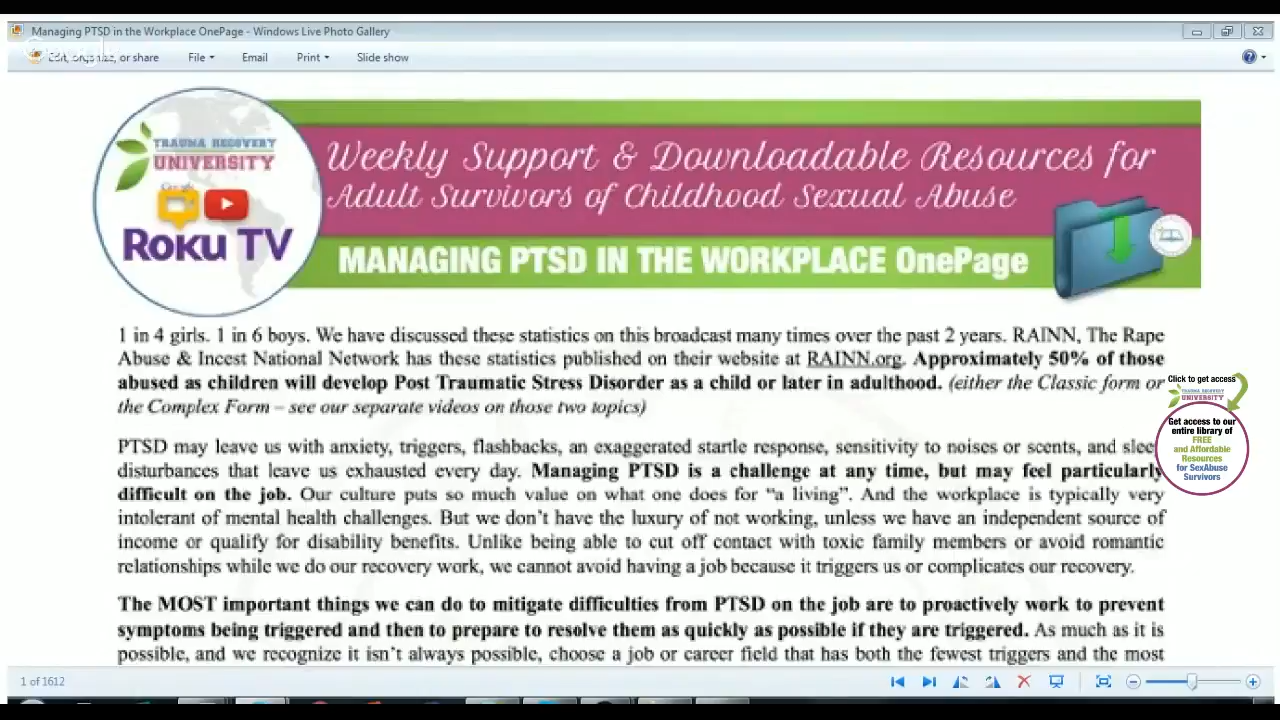 Managing PTSD in the Workplace OnePage - Windows Live Photo Gallery
Edit, organize, or share File Email Print Slide show
TRAUMA RECOVERY
UNIVERSITY
Google
ROKU TV
Weekly Support & Downloadable Resources for
Adult Survivors of Childhood Sexual Abuse
MANAGING PTSD IN THE WORKPLACE OnePage
1 in 4 girls. 1 in 6 boys. We have discussed these statistics on this broadcast many times over the past 2 years. RAINN, The Rape
Abuse & Incest National Network has these statistics published on their website at RAINN.org. Approximately 50% of those
abused as children will develop Post Traumatic Stress Disorder as a child or later in adulthood. (either the Classic form or
the Complex Form – see our separate videos on those two topics)
PTSD may leave us with anxiety, triggers, flashbacks, an exaggerated startle response, sensitivity to noises or scents, and slee
disturbances that leave us exhausted every day. Managing PTSD is a challenge at any time, but may feel particularly
difficult on the job. Our culture puts so much value on what one does for “a living”. And the workplace is typically very
intolerant of mental health challenges. But we don’t have the luxury of not working, unless we have an independent source of
income or qualify for disability benefits. Unlike being able to cut off contact with toxic family members or avoid romantic
relationships while we do our recovery work, we cannot avoid having a job because it triggers us or complicates our recovery.
The MOST important things we can do to mitigate difficulties from PTSD on the job are to proactively work to prevent
symptoms being triggered and then to prepare to resolve them as quickly as possible if they are triggered. As much as it is
possible, and we recognize it isn’t always possible, choose a job or career field that has both the fewest triggers and the most
Click to get access
TRAUMA RECOVERY
UNIVERSITY
Get access to our
entire library of
FREE
and Affordable
Resources
for SexAbuse
Survivors
1 of 1612